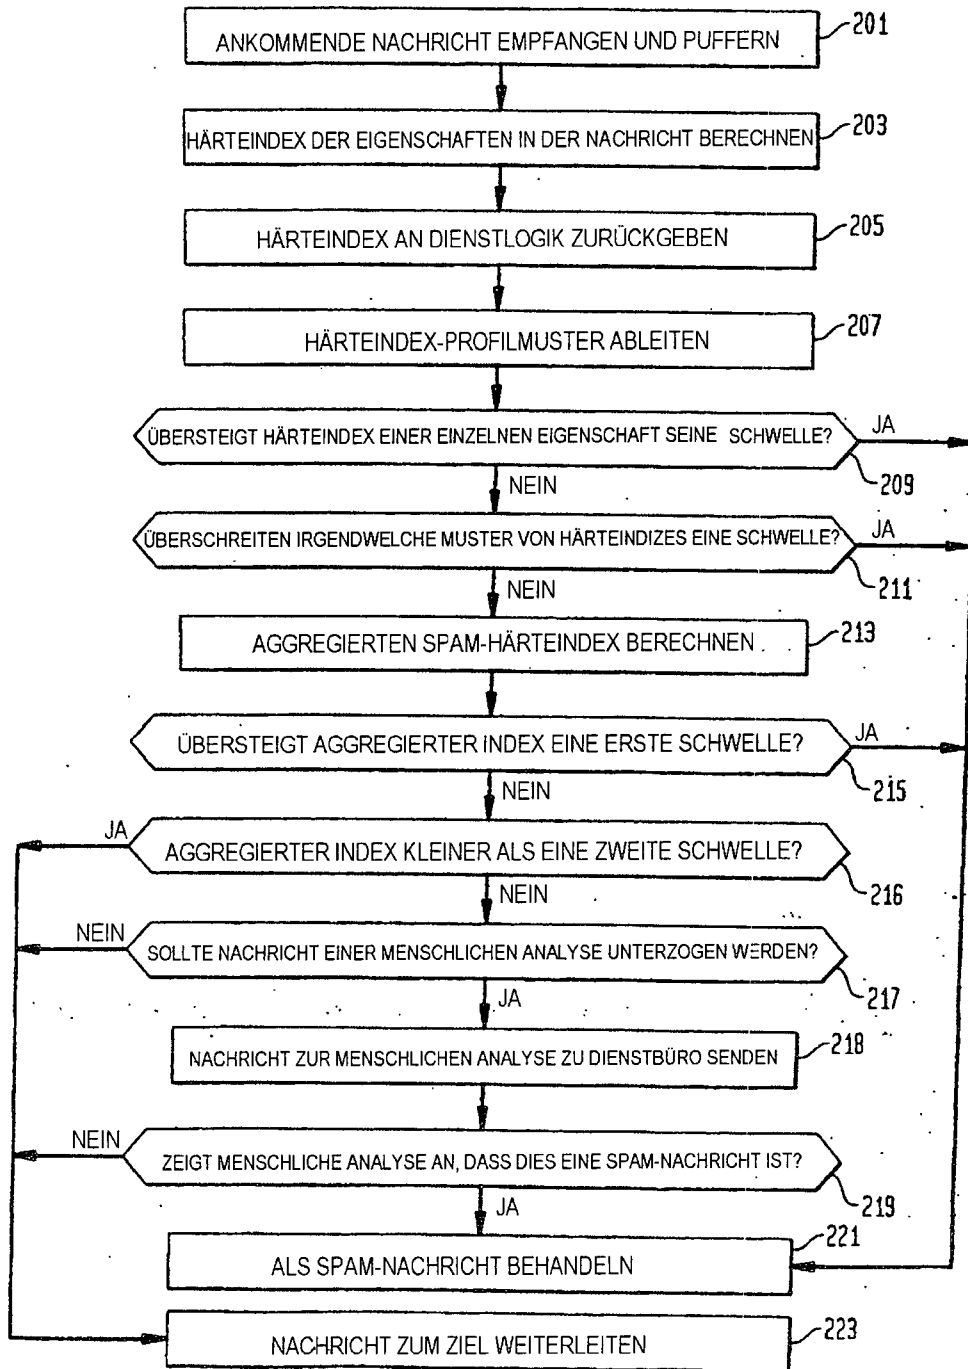 ANKOMMENDE NACHRICHT EMPFANGEN UND PUFFERN
201
HÄRTEINDEX DER EIGENSCHAFTEN IN DER NACHRICHT BERECHNEN
203
HÄRTEINDEX AN DIENSTLOGIK ZURÜCKGEBEN
205
HÄRTEINDEX-PROFILMUSTER ABLEITEN
207
ÜBERSTEIGT HÄRTEINDEX EINER EINZELNEN EIGENSCHAFT SEINE SCHWELLE?
JA
209
NEIN
ÜBERSCHREITEN IRGENDWELCHE MUSTER VON HÄRTEINDIZES EINE SCHWELLE?
JA
211
NEIN
AGGREGIERTEN SPAM-HÄRTEINDEX BERECHNEN
213
ÜBERSTEIGT AGGREGIERTER INDEX EINE ERSTE SCHWELLE?
JA
215
NEIN
JA
AGGREGIERTER INDEX KLEINER ALS EINE ZWEITE SCHWELLE?
216
NEIN
NEIN
SOLLTE NACHRICHT EINER MENSCHLICHEN ANALYSE UNTERZOGEN WERDEN?
217
JA
NACHRICHT ZUR MENSCHLICHEN ANALYSE ZU DIENSTBÜRO SENDEN
218
NEIN
ZEIGT MENSCHLICHE ANALYSE AN, DASS DIES EINE SPAM-NACHRICHT IST?
219
JA
ALS SPAM-NACHRICHT BEHANDELN
221
NACHRICHT ZUM ZIEL WEITERLEITEN
223